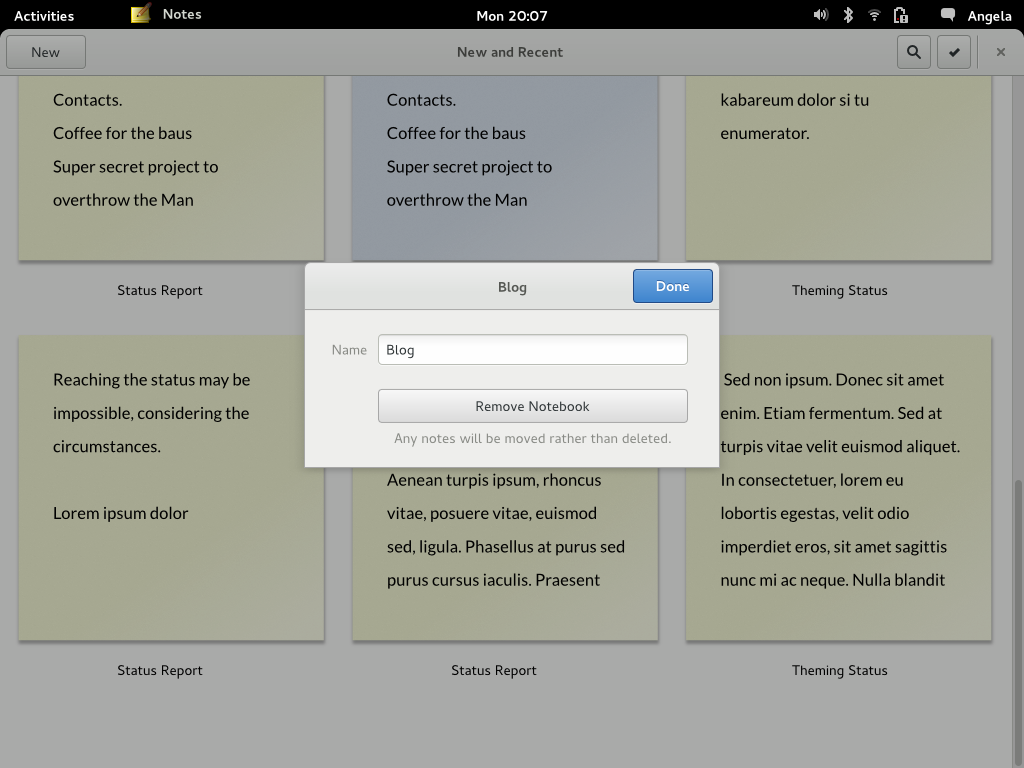 Activities Notes Mon 20:07 Angela
New New and Recent
Contacts.
Coffee for the baus
Super secret project to
overthrow the Man
Contacts.
Coffee for the baus
Super secret project to
overthrow the Man
kabareum dolor si tu
enumerator.
Status Report
Theming Status
Blog Done
Name Blog
Remove Notebook
Any notes will be moved rather than deleted.
Reaching the status may be
impossible, considering the
circumstances.
Lorem ipsum dolor
Aenean turpis ipsum, rhoncus
vitae, posuere vitae, euismod
sed, ligula. Phasellus at purus sed
purus cursus iaculis. Praesent
Sed non ipsum. Donec sit amet
enim. Etiam fermentum. Sed at
turpis vitae velit euismod aliquet.
In consectetuer, lorem eu
lobortis egestas, velit odio
imperdiet eros, sit amet sagittis
nunc mi ac neque. Nulla blandit
Status Report
Status Report
Theming Status